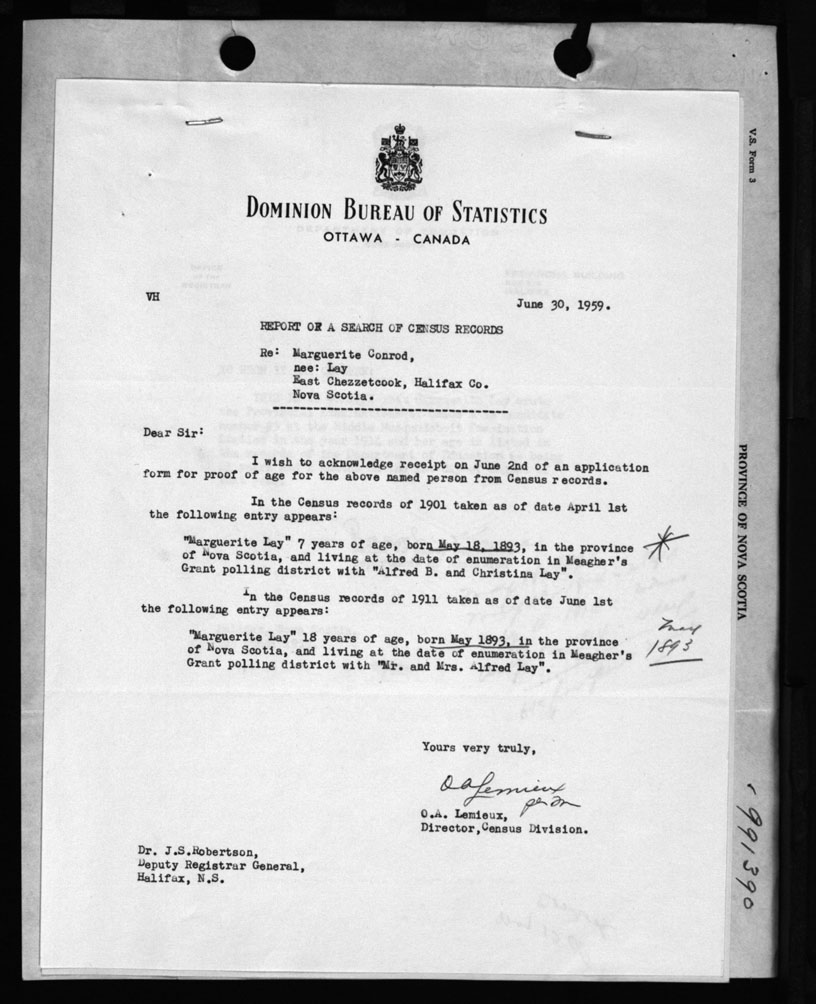 V.S. Form 3
DOMINION BUREAU OF STATISTICS
OTTAWA - CANADA
VH
June 30, 1959.
REPORT OF A SEARCH OF CENSUS RECORDS
Re: Marguerite Conrod,
nee: Lay
East Chezzetcook, Halifax Co.
Nova Scotia.
Dear Sir:
I wish to acknowledge receipt on June 2nd of an application
form for proof of age for the above named person from Census records.
In the Census records of 1901 taken as of date April 1st
the following entry appears:
"Marguerite Lay" 7 years of age, born May 18, 1893, in the province
of Nova Scotia, and living at the date of enumeration in Meagher's
Grant polling district with "Alfred B. and Christina Lay".
In the Census records of 1911 taken as of date June 1st
the following entry appears:
"Marguerite Lay" 18 years of age, born May 1893, in the province
of Nova Scotia, and living at the date of enumeration in Meagher's
Grant polling district with "Mr. and Mrs. Alfred Lay".
May
1893
PROVINCE OF NOVA SCOTIA
Yours very truly,
O A Lemieux
O.A. Lemieux,
Director, Census Division.
Dr. J.S.Robertson,
Deputy Registrar General,
Halifax, N.S.
991390